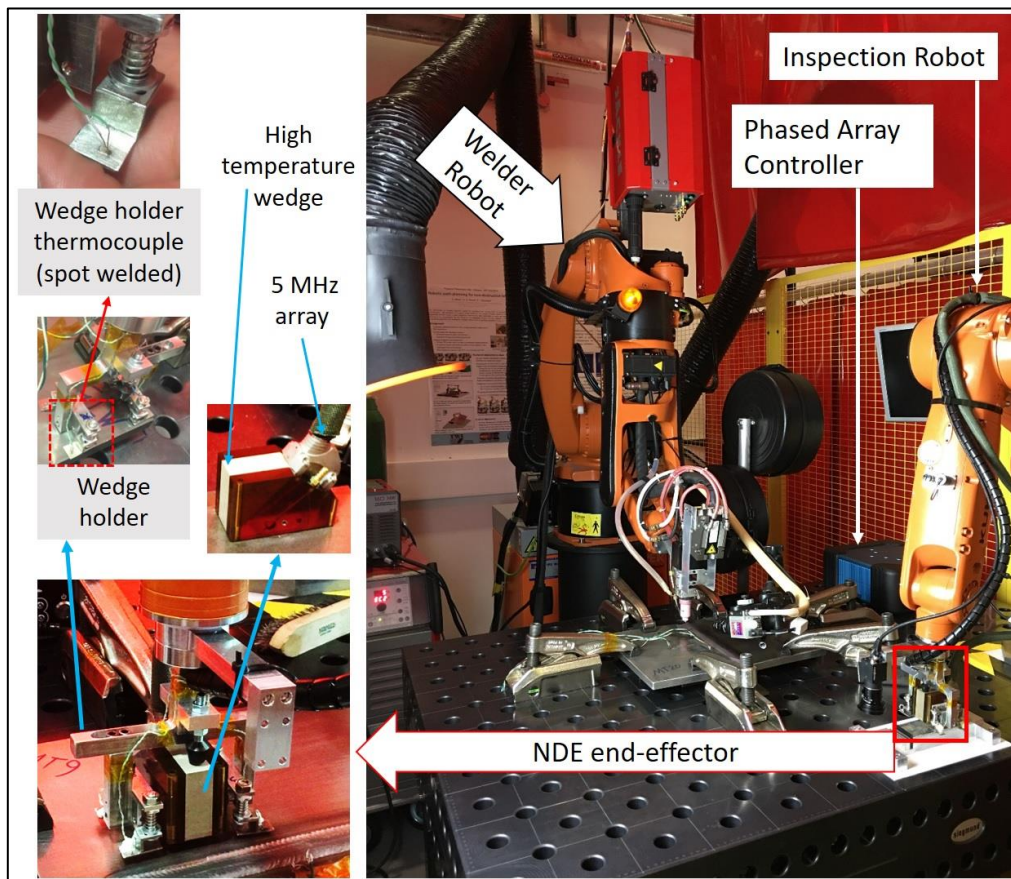 Wedge holder
thermocouple
(spot welded)
Wedge
holder
High
temperature
wedge
5 MHz
array
Welder
Robot
Inspection Robot
Phased Array
Controller
NDE end-effector